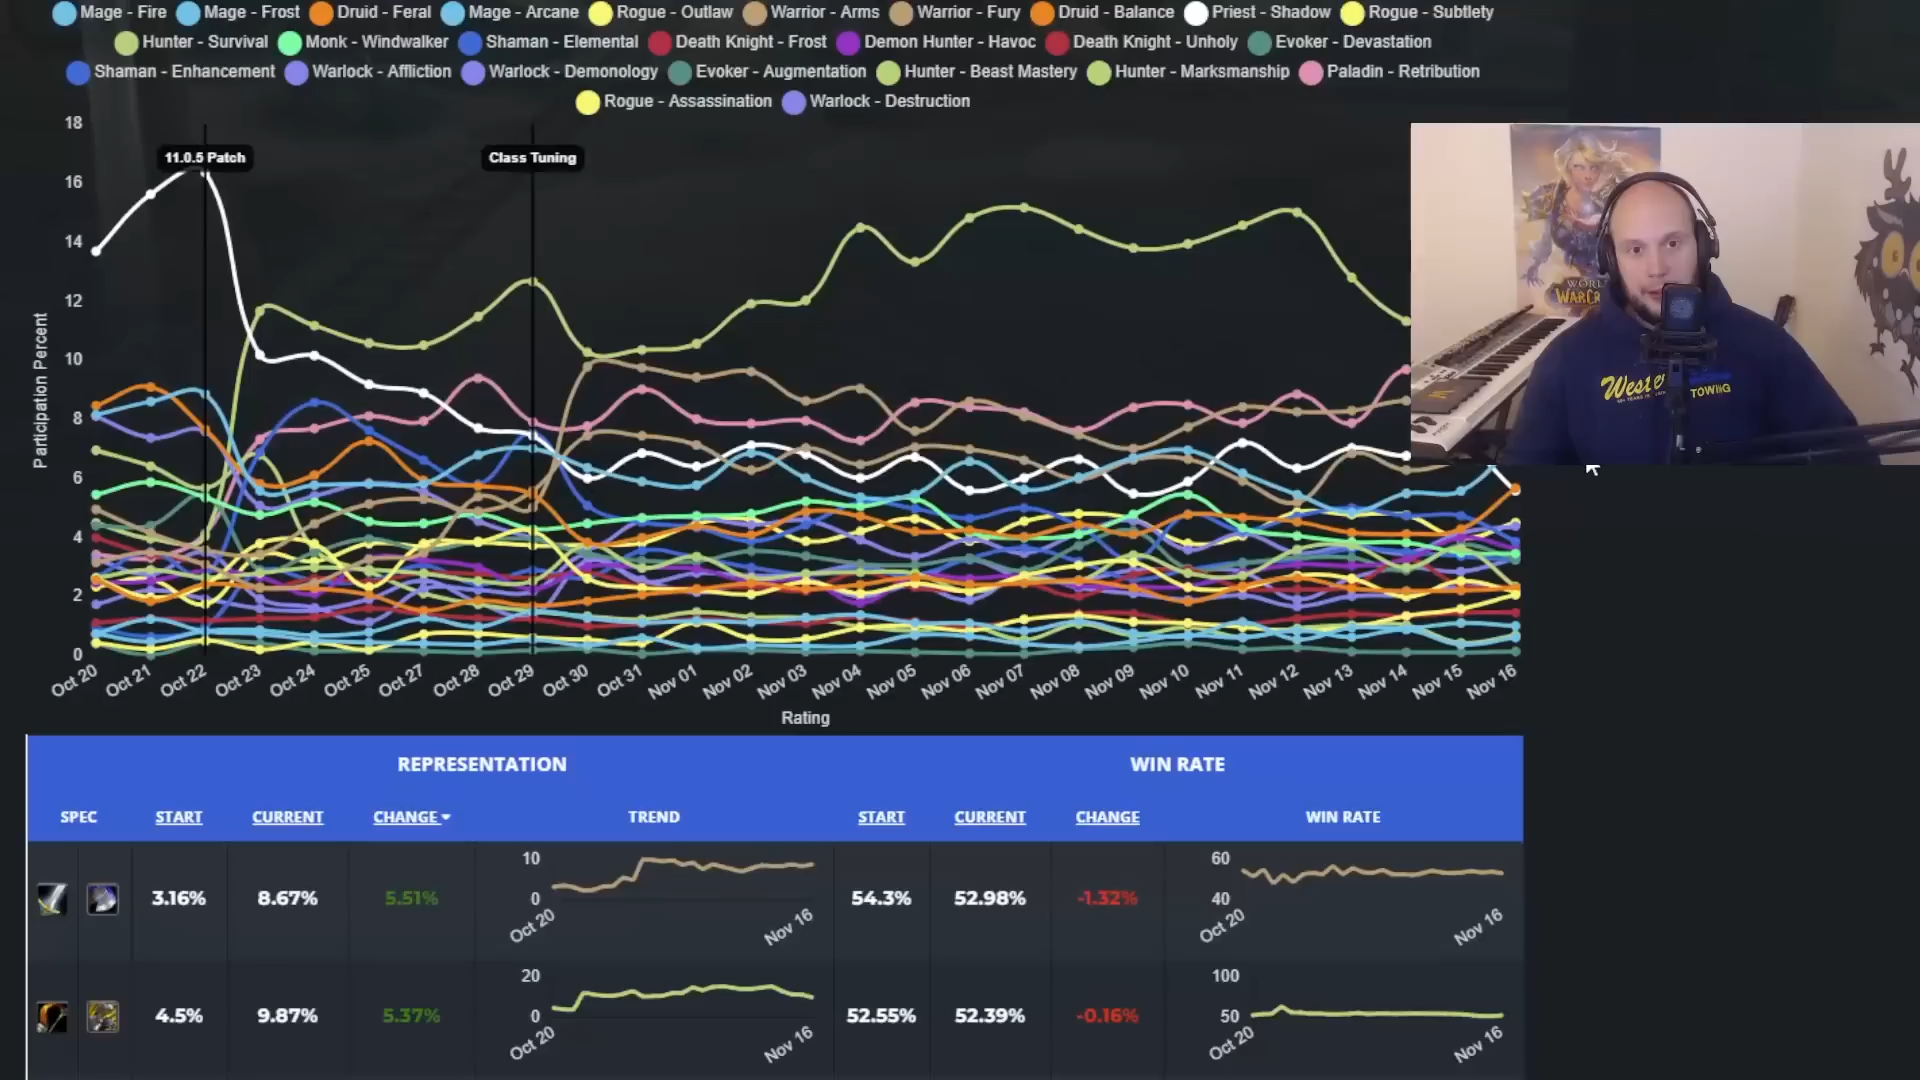 Mage - Fire Mage - Frost Druid - Feral Mage - Arcane Rogue - Outlaw Warrior - Arms Warrior - Fury Druid - Balance Priest - Shadow Rogue - Subtlety
Hunter - Survival Monk - Windwalker Shaman - Elemental Death Knight - Frost Demon Hunter - Havoc Death Knight - Unholy Evoker - Devastation
Shaman - Enhancement Warlock - Affliction Warlock - Demonology Evoker - Augmentation Hunter - Beast Mastery Hunter - Marksmanship Paladin - Retribution
Rogue - Assassination Warlock - Destruction
18
16
14
12
10
8
6
4
2
0
Participation Percent
11.0.5 Patch
Class Tuning
Oct 20 Oct 21 Oct 22 Oct 23 Oct 24 Oct 25 Oct 27 Oct 28 Oct 29 Oct 30 Oct 31 Nov 01 Nov 02 Nov 03 Nov 04 Nov 05 Nov 06 Nov 07 Nov 08 Nov 09 Nov 10 Nov 11 Nov 12 Nov 13 Nov 14 Nov 15 Nov 16
Rating
TOWING
REPRESENTATION WIN RATE
SPEC START CURRENT CHANGE TREND START CURRENT CHANGE WIN RATE
3.16% 8.67% 5.51% 10 0 Oct 20 Nov 16 54.3% 52.98% -1.32% 60 40 Oct 20 Nov 16
4.5% 9.87% 5.37% 20 0 Oct 20 Nov 16 52.55% 52.39% -0.16% 100 50 Oct 20 Nov 16